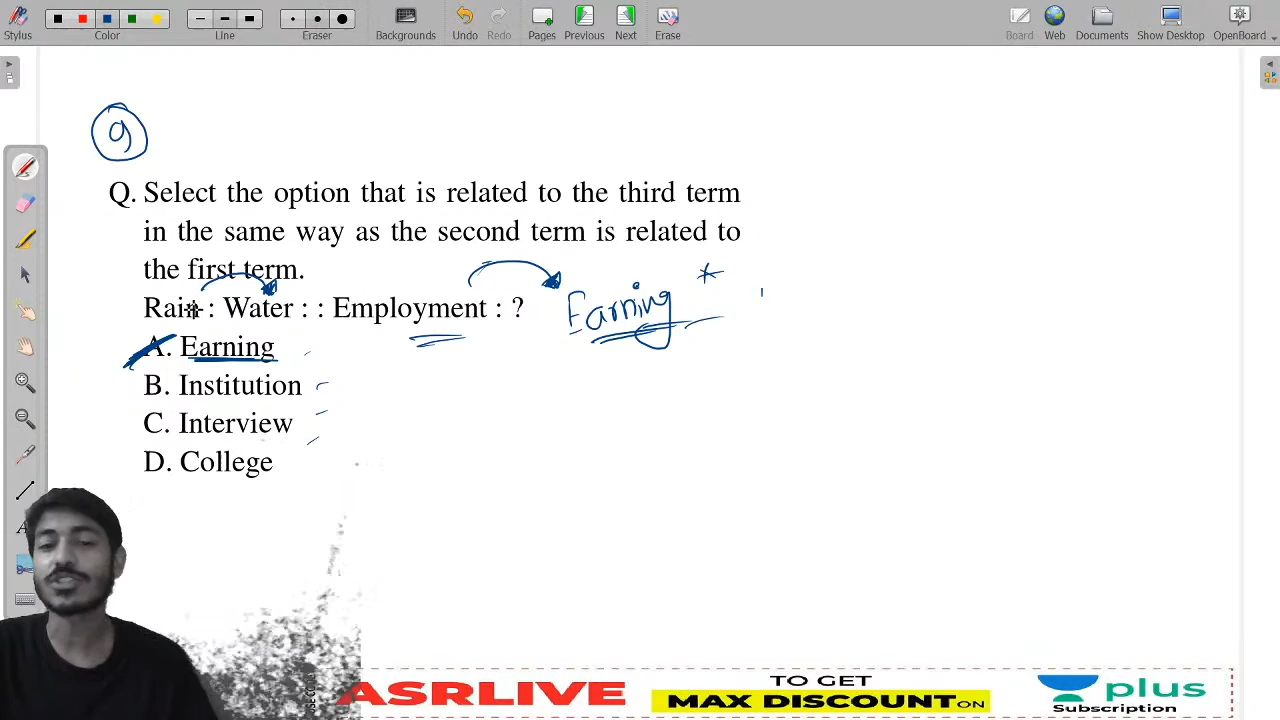 Stylus
Color
Line
Eraser
Backgrounds
Undo
Redo
Pages
Previous
Next
Erase
Board
Web
Documents
Show Desktop
OpenBoard
9
Q. Select the option that is related to the third term
in the same way as the second term is related to
the first term.
Rain : Water : : Employment : ?
Earning *
A. Earning
B. Institution
C. Interview
D. College
ASRLIVE
TO GET
MAX DISCOUNT ON
plus
Subscription